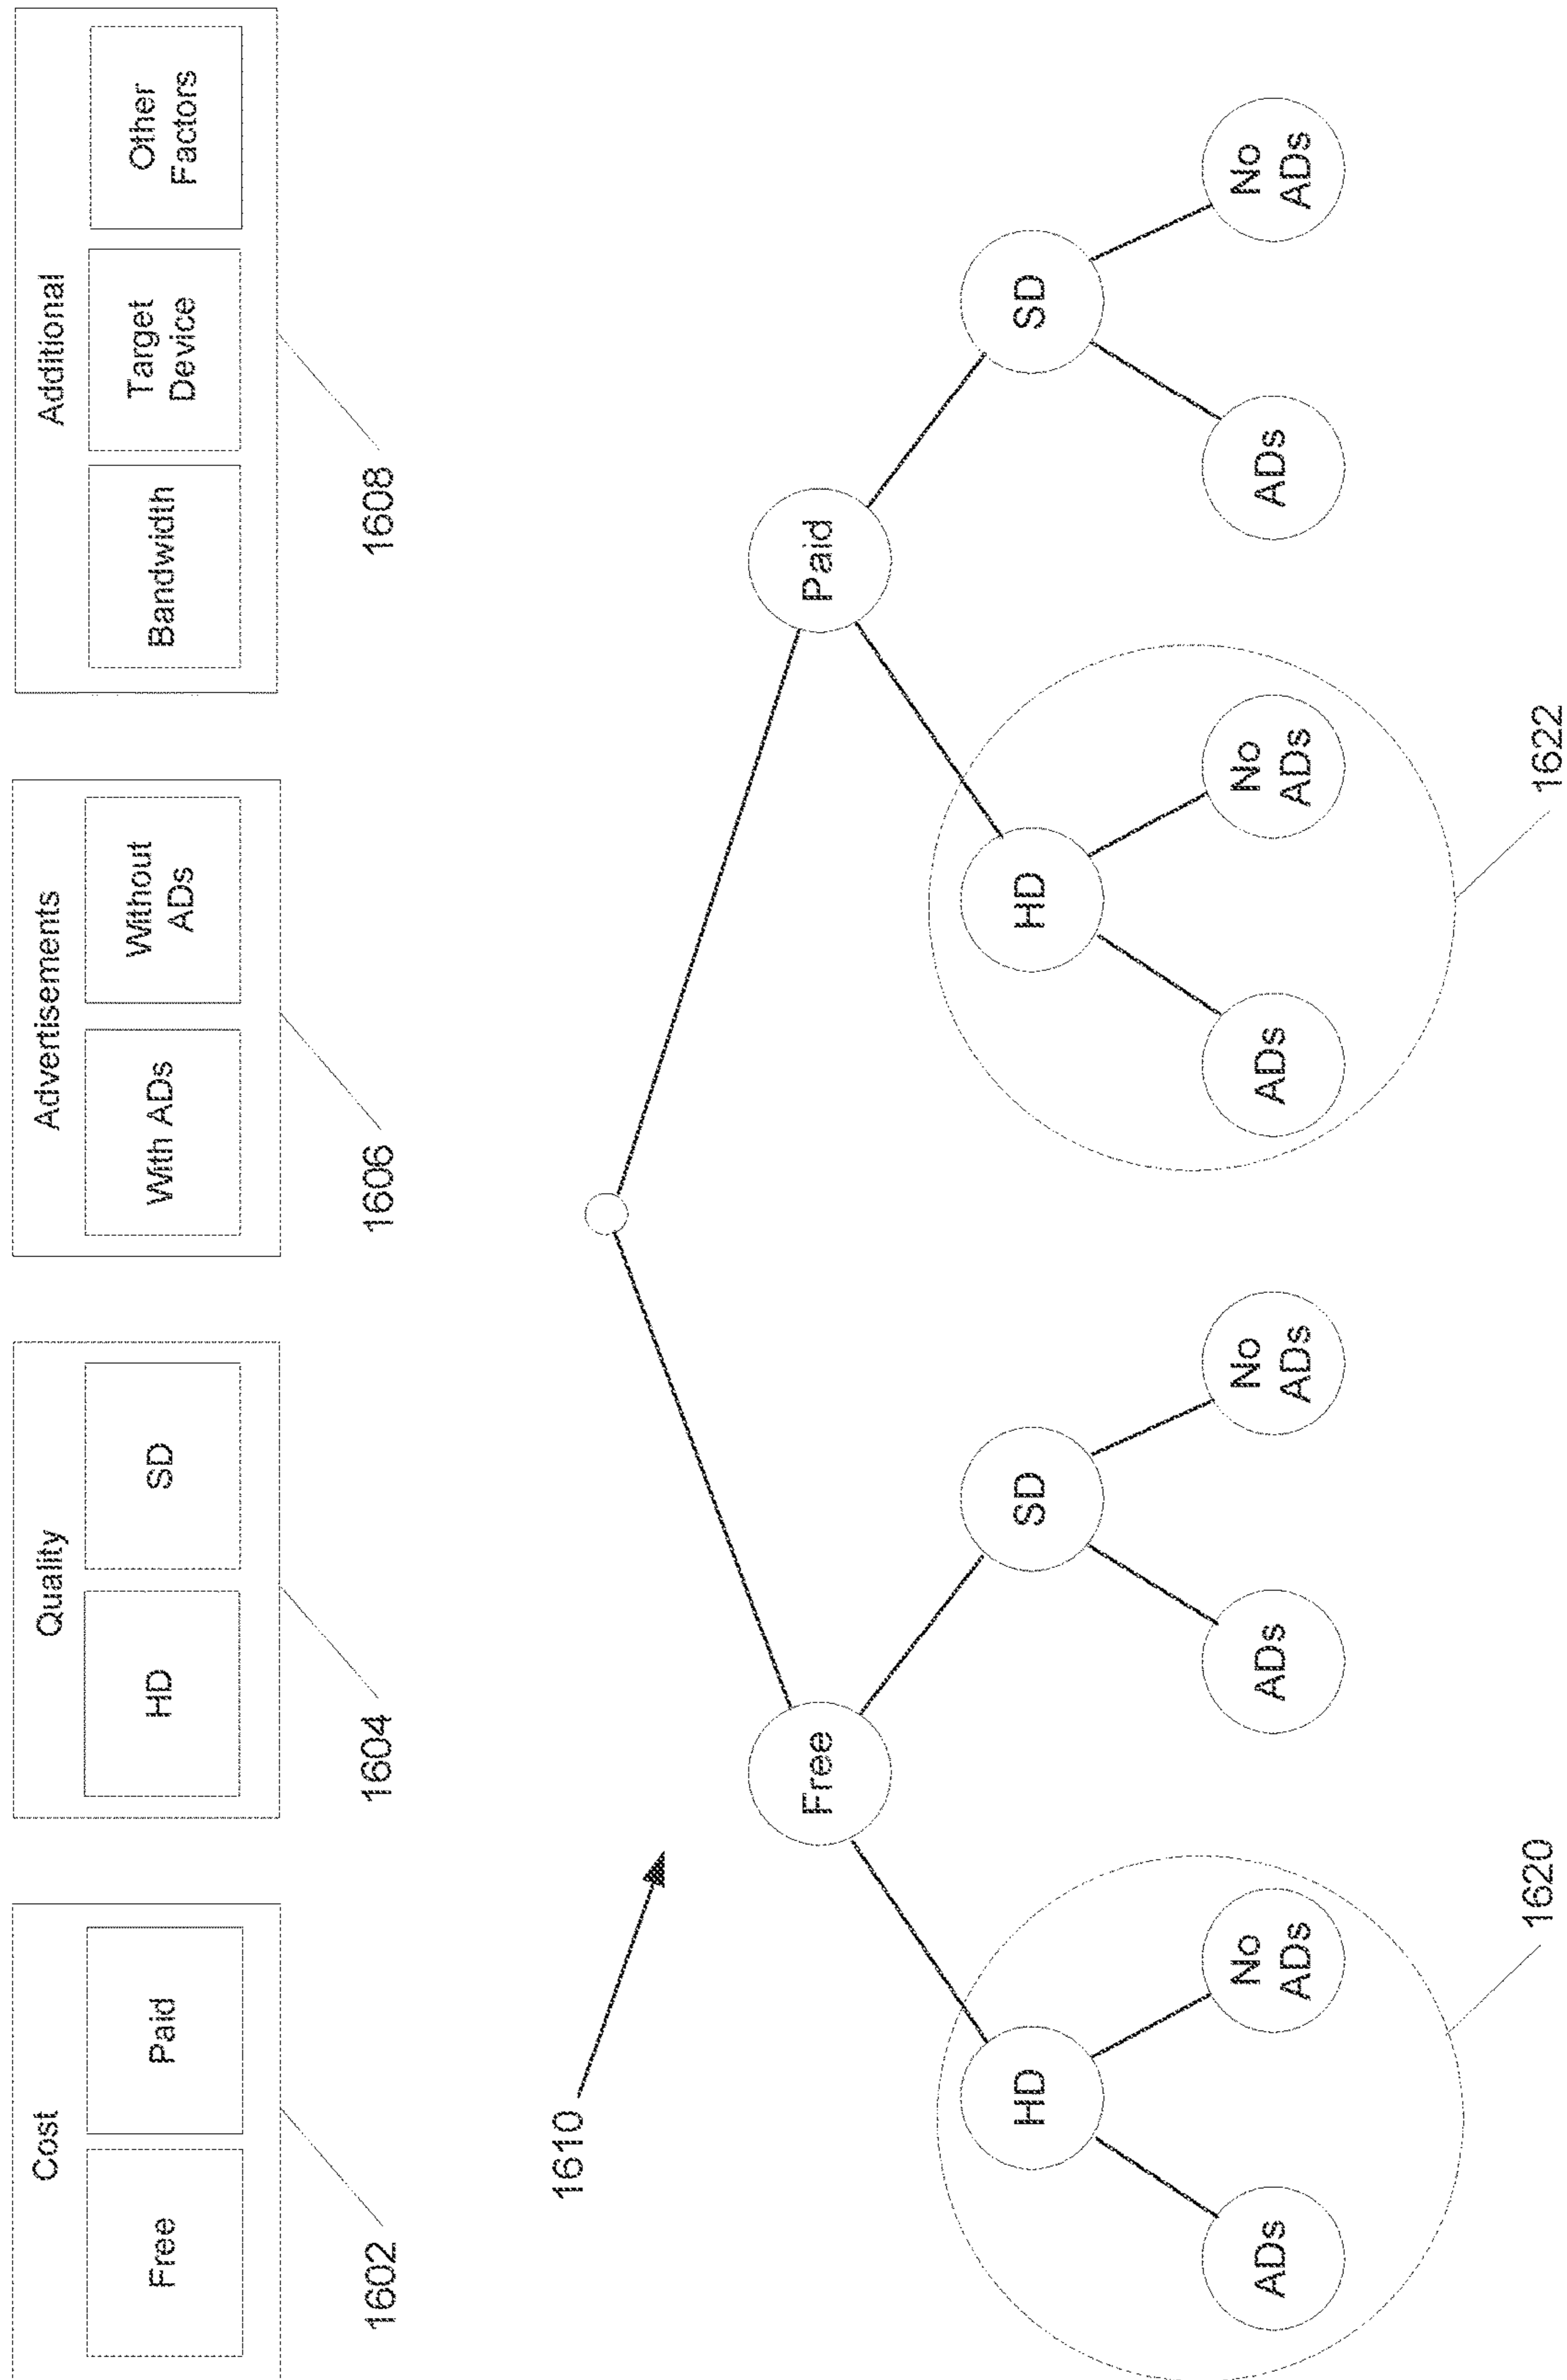 Cost
Free
Paid
1602
Quality
HD
SD
1604
Advertisements
With ADs
Without
ADs
1606
Additional
Bandwidth
Target
Device
Other
Factors
1608
1610
Free
Paid
HD
SD
HD
SD
ADs
No
ADs
ADs
No
ADs
ADs
No
ADs
ADs
No
ADs
1620
1622